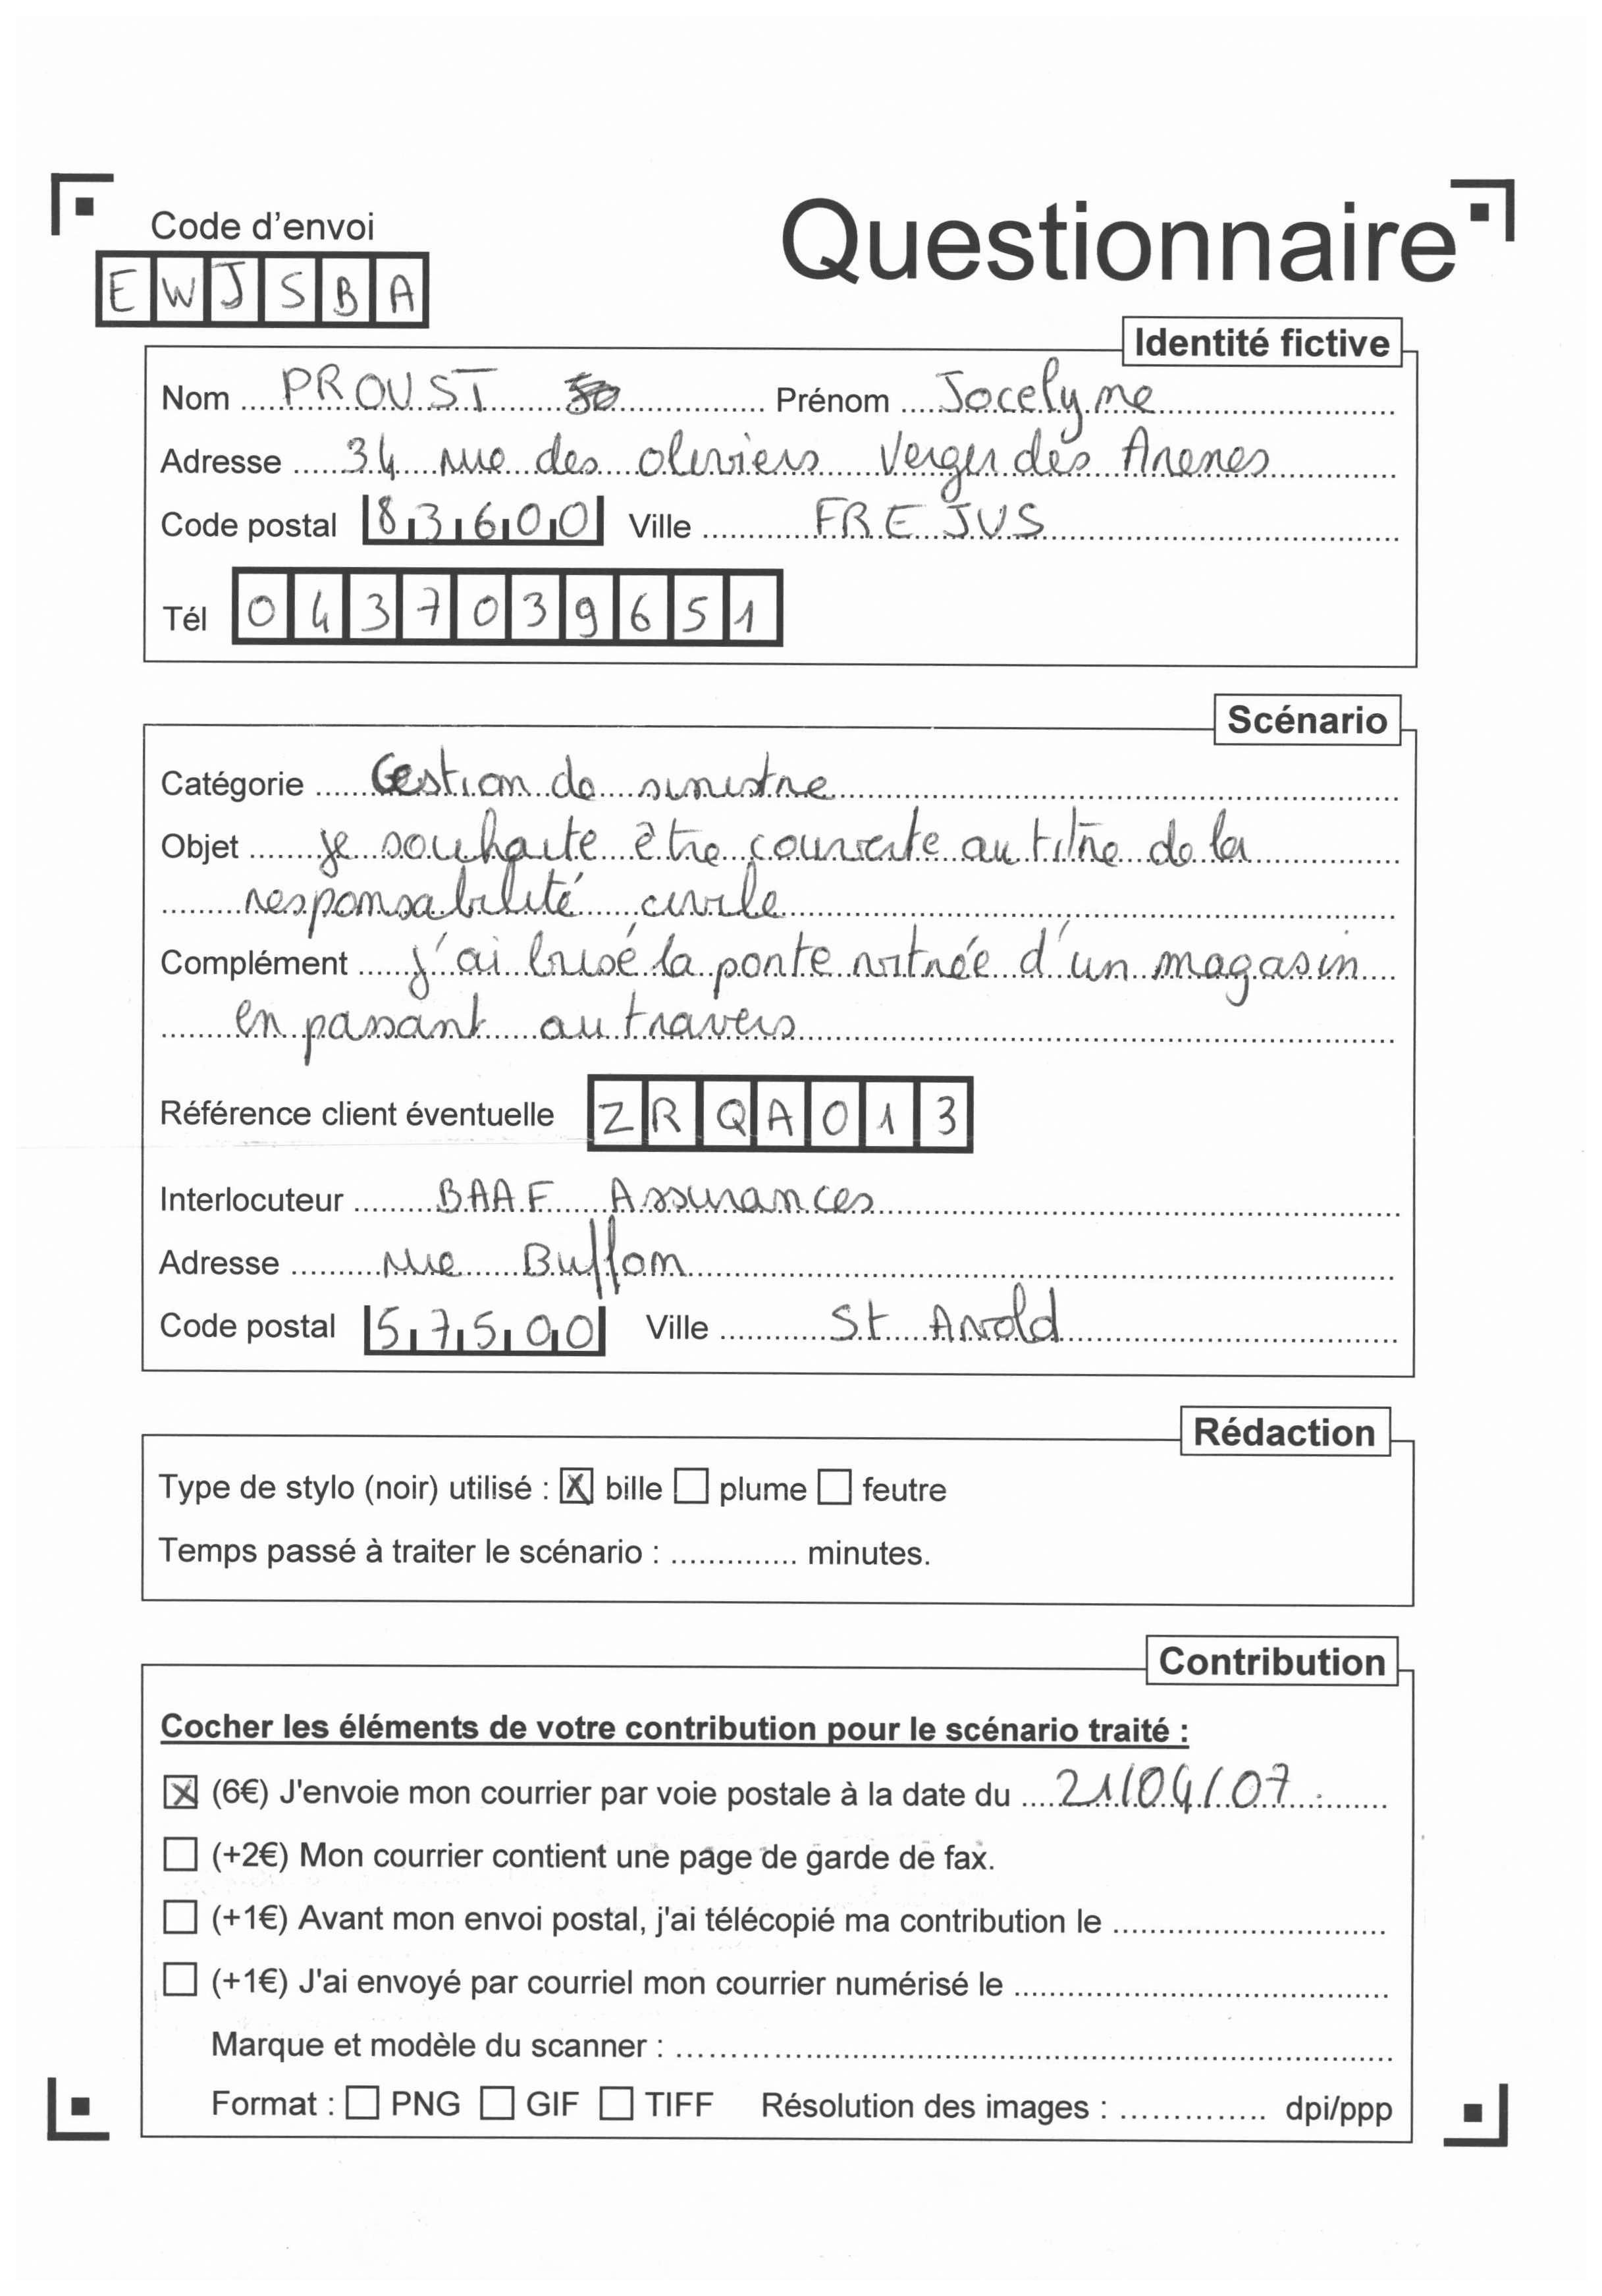 Code d'envoi
EWJSBA
Questionnaire
Identité fictive
Nom PROUST Prénom Jocelyne
Adresse 34 rue des oliviers Verger des Arenes
Code postal 83600 Ville FREJUS
Tél 0437039651
Scénario
Catégorie Gestion de sinistre
Objet je souhaite être couverte au titre de la
responsabilité civile
Complément j'ai brisé la porte vitrée d'un magasin
en passant au travers
Référence client éventuelle ZRQA013
Interlocuteur BAAF Assurances
Adresse rue Buffon
Code postal 57500 Ville St Avold
Rédaction
Type de stylo (noir) utilisé : ☒ bille ☐ plume ☐ feutre
Temps passé à traiter le scénario : .............. minutes.
Contribution
Cocher les éléments de votre contribution pour le scénario traité :
☒ (6€) J'envoie mon courrier par voie postale à la date du 21/04/07
☐ (+2€) Mon courrier contient une page de garde de fax.
☐ (+1€) Avant mon envoi postal, j'ai télécopié ma contribution le
☐ (+1€) J'ai envoyé par courriel mon courrier numérisé le
Marque et modèle du scanner :
Format : ☐ PNG ☐ GIF ☐ TIFF Résolution des images : .............. dpi/ppp